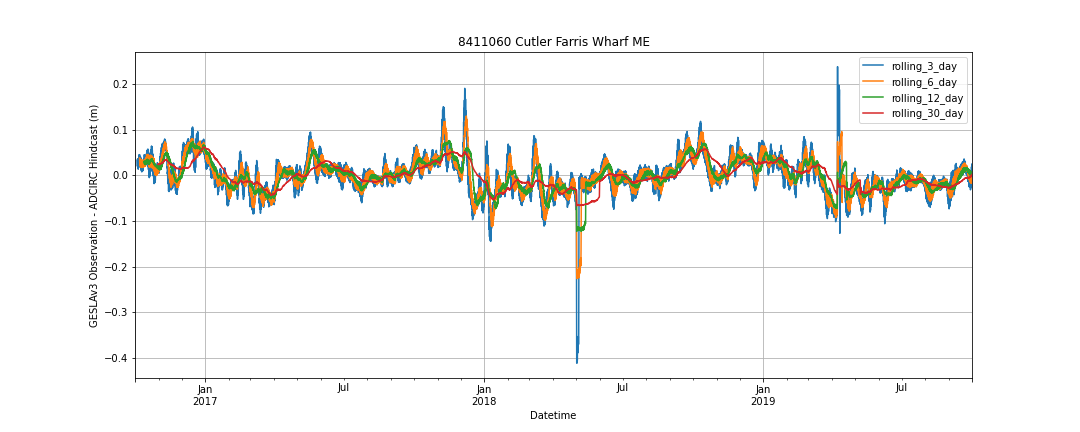 8411060 Cutler Farris Wharf ME
rolling_3_day
rolling_6_day
rolling_12_day
rolling_30_day
GESLAv3 Observation - ADCIRC Hindcast (m)
0.2
0.1
0.0
−0.1
−0.2
−0.3
−0.4
Jan
2017
Jul
Jan
2018
Jul
Jan
2019
Jul
Datetime